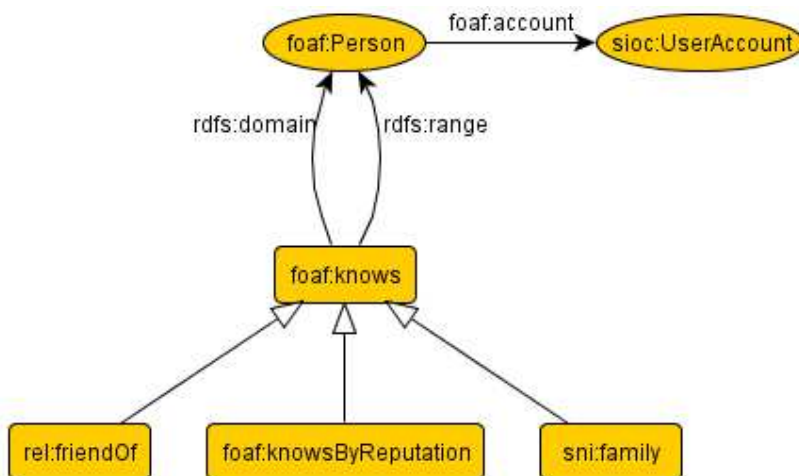 foaf:Person
foaf:account
sioc:UserAccount
rdfs:domain
rdfs:range
foaf:knows
rel:friendOf
foaf:knowsByReputation
sni:family